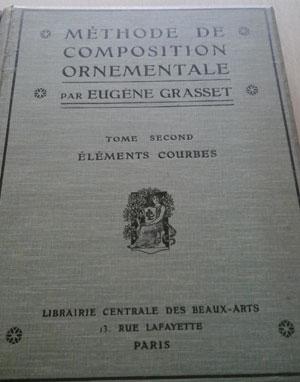 MÉTHODE DE
COMPOSITION
ORNEMENTALE
PAR EUGÈNE GRASSET
TOME SECOND
ÉLÉMENTS COURBES
LIBRAIRIE CENTRALE DES BEAUX-ARTS
13, RUE LAFAYETTE
PARIS